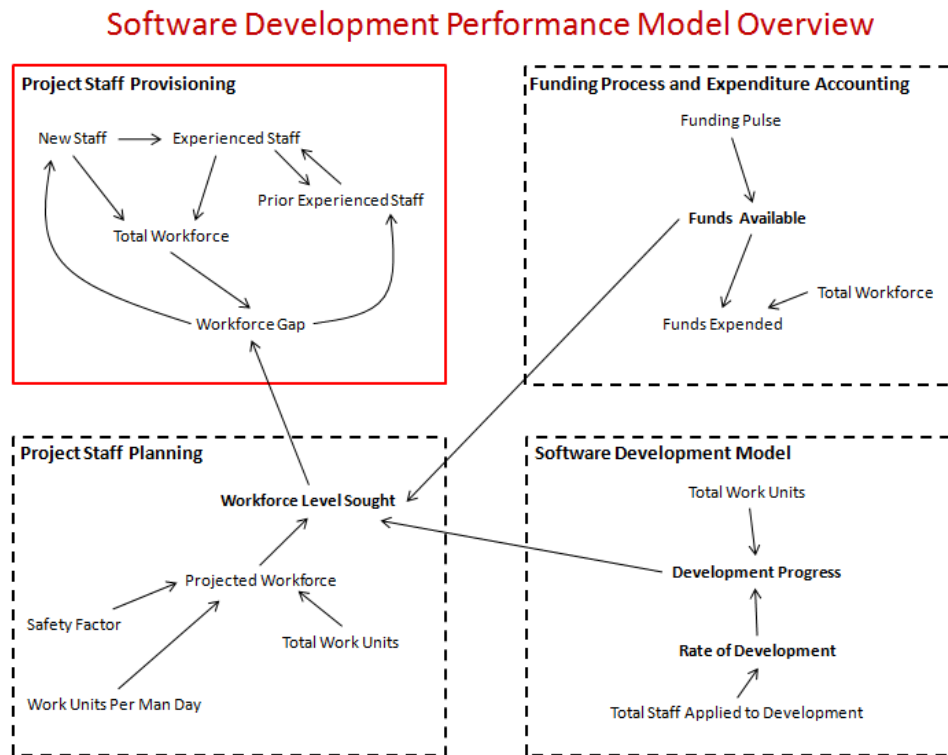 Software Development Performance Model Overview
Project Staff Provisioning
New Staff
Experienced Staff
Prior Experienced Staff
Total Workforce
Workforce Gap
Funding Process and Expenditure Accounting
Funding Pulse
Funds Available
Total Workforce
Funds Expended
Project Staff Planning
Workforce Level Sought
Projected Workforce
Safety Factor
Total Work Units
Work Units Per Man Day
Software Development Model
Total Work Units
Development Progress
Rate of Development
Total Staff Applied to Development